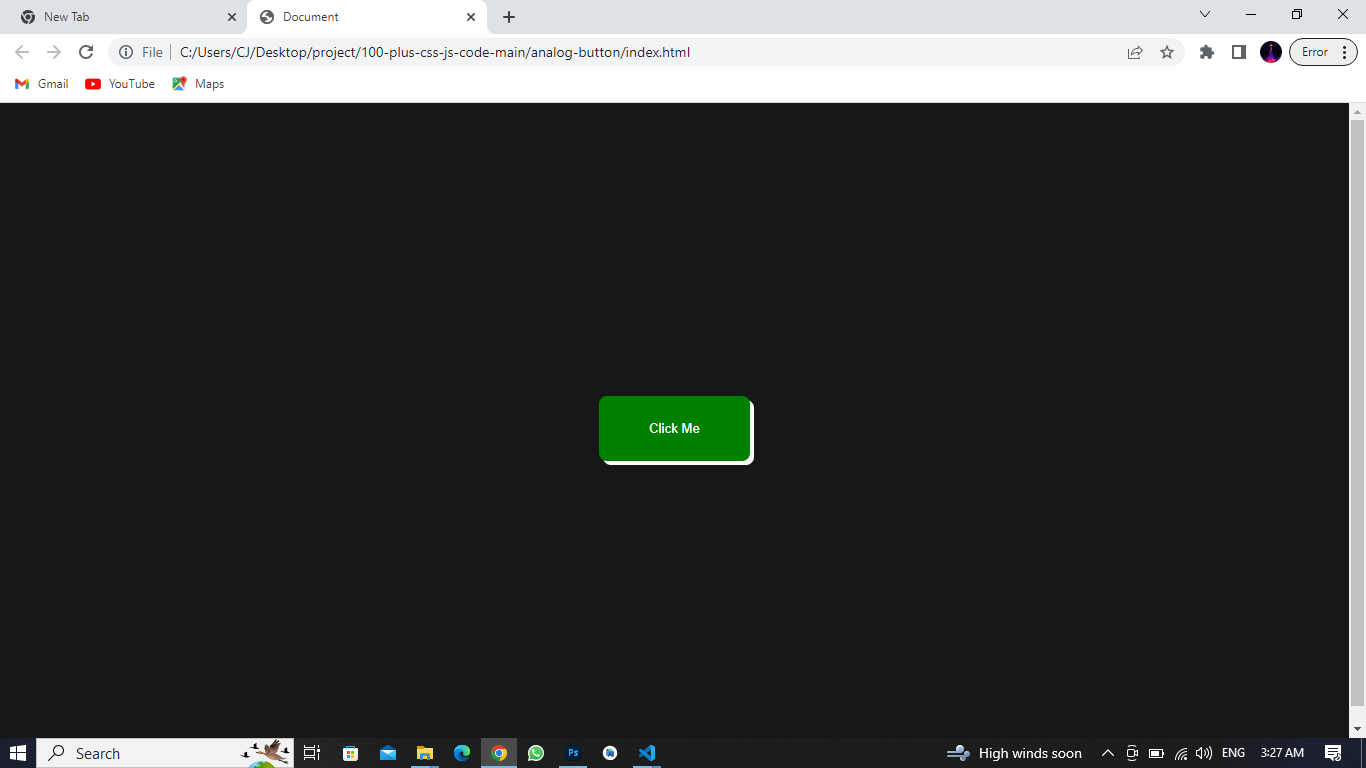 New Tab
Document
File
C:/Users/CJ/Desktop/project/100-plus-css-js-code-main/analog-button/index.html
Error
Gmail
YouTube
Maps
Click Me
Search
Ps
High winds soon
ENG
3:27 AM